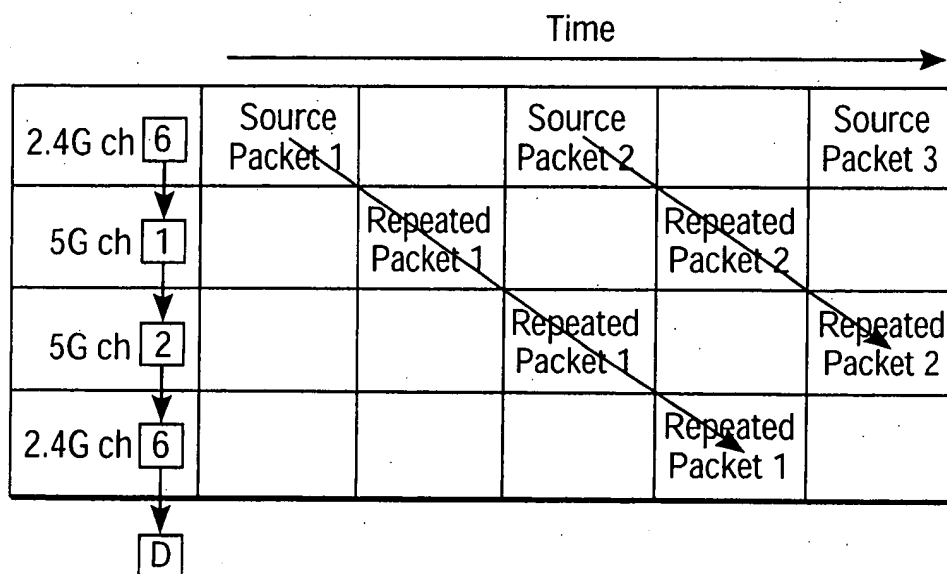 Time
2.4G ch 6
Source
Packet 1
Source
Packet 2
Source
Packet 3
5G ch 1
Repeated
Packet 1
Repeated
Packet 2
5G ch 2
Repeated
Packet 1
Repeated
Packet 2
2.4G ch 6
Repeated
Packet 1
D